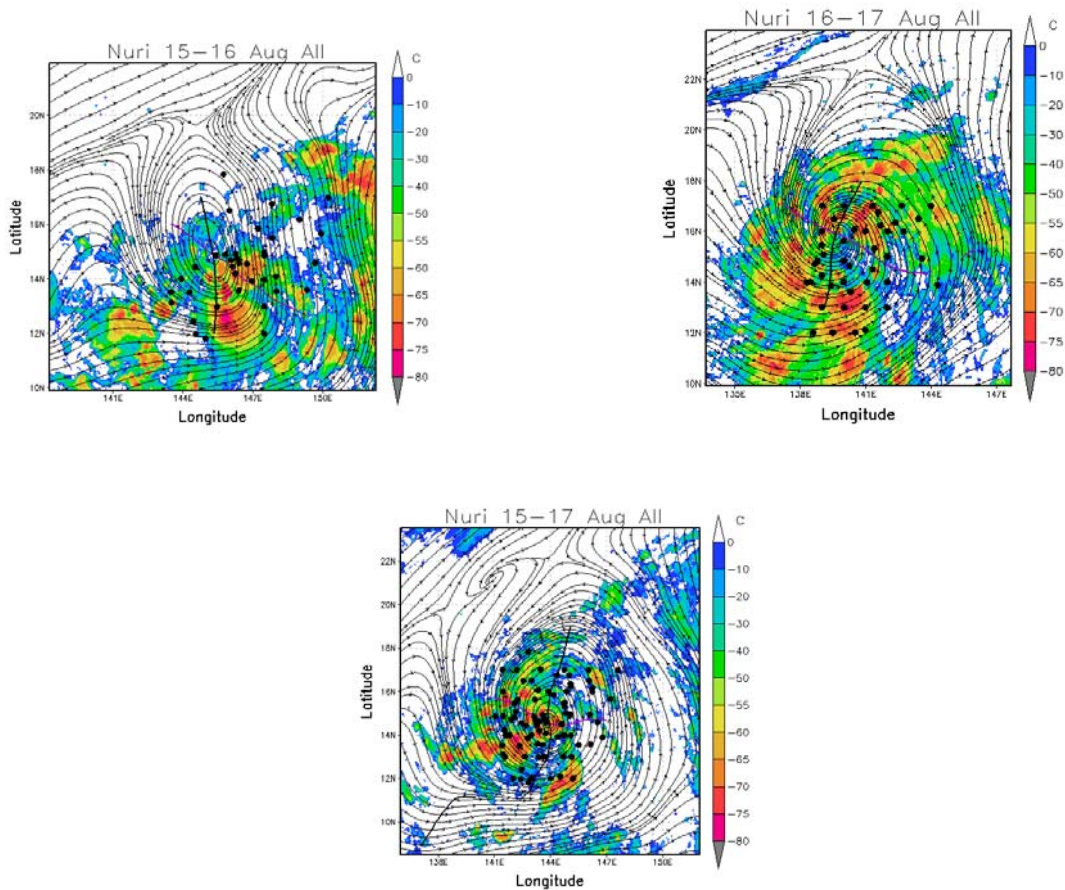 Nuri 15-16 Aug All
C
0
-10
-20
-30
-40
-50
-55
-60
-65
-70
-75
-80
20N
18N
16N
14N
12N
10N
Latitude
141E 144E 147E 150E
Longitude
Nuri 16-17 Aug All
C
0
-10
-20
-30
-40
-50
-55
-60
-65
-70
-75
-80
22N
20N
18N
16N
14N
12N
10N
Latitude
135E 138E 141E 144E 147E
Longitude
Nuri 15-17 Aug All
C
0
-10
-20
-30
-40
-50
-55
-60
-65
-70
-75
-80
22N
20N
18N
16N
14N
12N
10N
Latitude
138E 141E 144E 147E 150E
Longitude